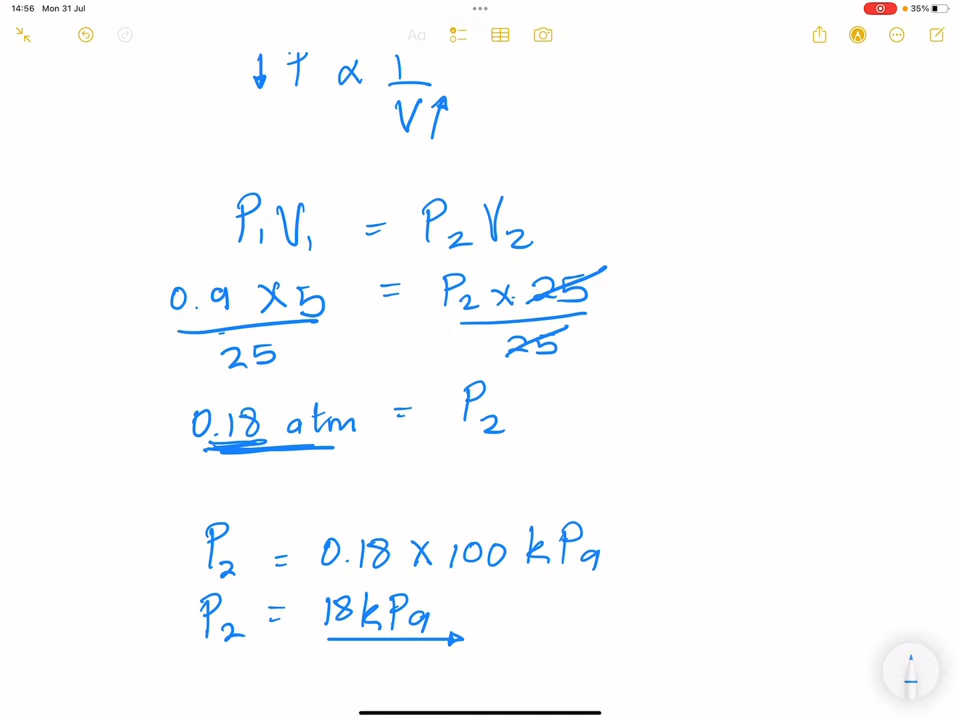 14:56 Mon 31 Jul
35%
Aa
↓ P ∝ 1/V↑
P₁V₁ = P₂V₂
0.9 × 5 / 25 = P₂ × 25 / 25
0.18 atm = P₂
P₂ = 0.18 × 100 kPa
P₂ = 18 kPa